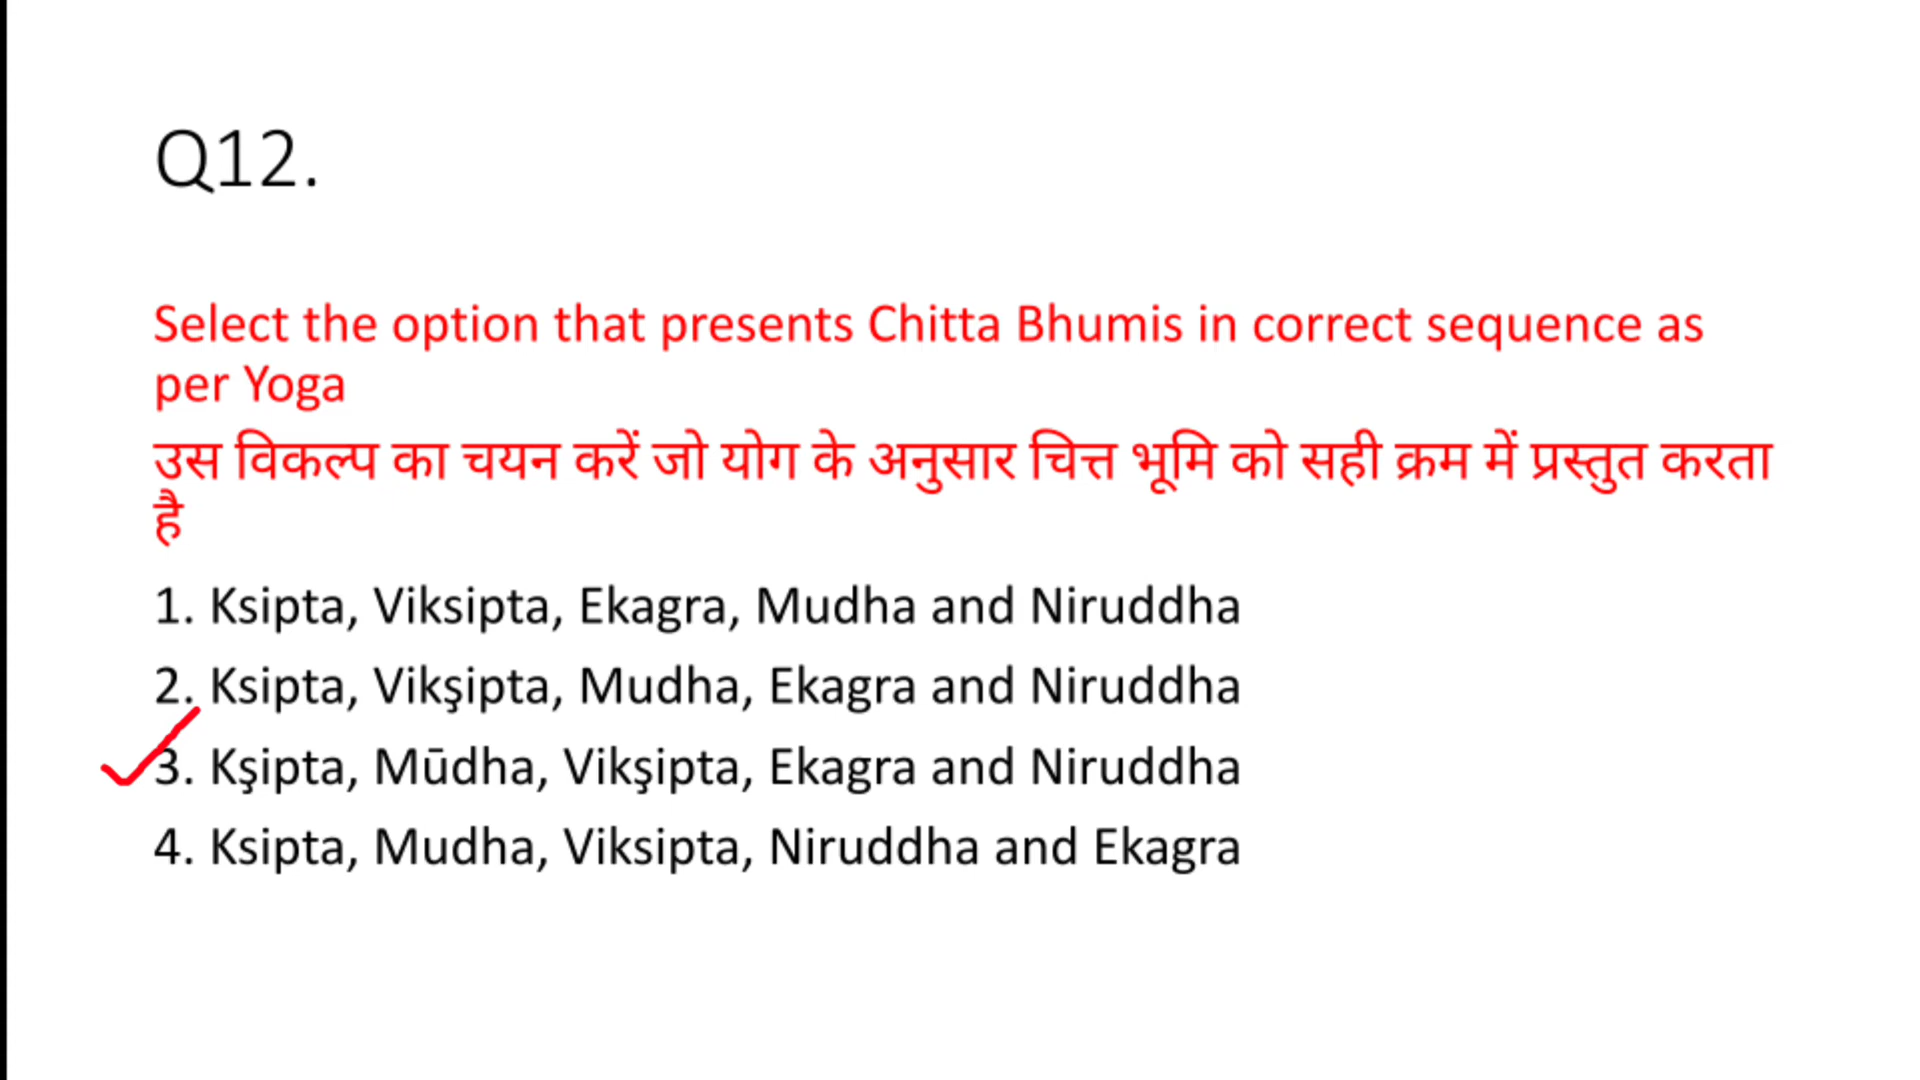 Q12.
Select the option that presents Chitta Bhumis in correct sequence as
per Yoga
उस विकल्प का चयन करें जो योग के अनुसार चित्त भूमि को सही क्रम में प्रस्तुत करता
है
1. Ksipta, Viksipta, Ekagra, Mudha and Niruddha
2. Ksipta, Vikşipta, Mudha, Ekagra and Niruddha
3. Kşipta, Mūdha, Vikşipta, Ekagra and Niruddha
4. Ksipta, Mudha, Viksipta, Niruddha and Ekagra